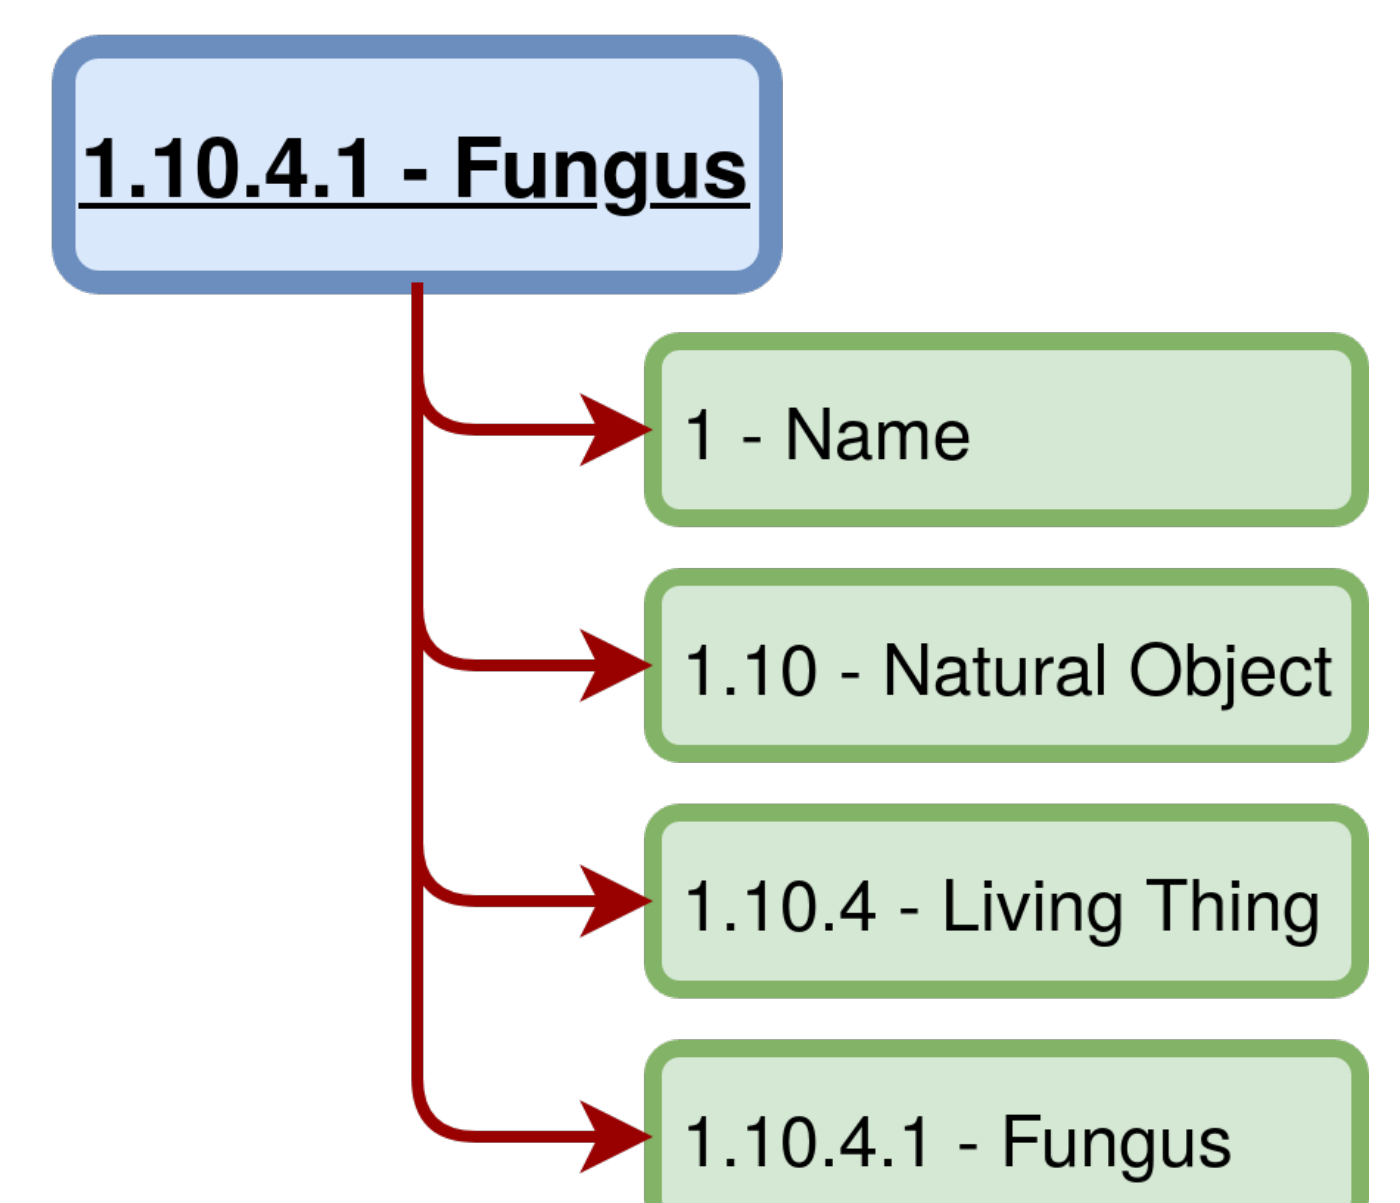 1.10.4.1 - Fungus
1 - Name
1.10 - Natural Object
1.10.4 - Living Thing
1.10.4.1 - Fungus